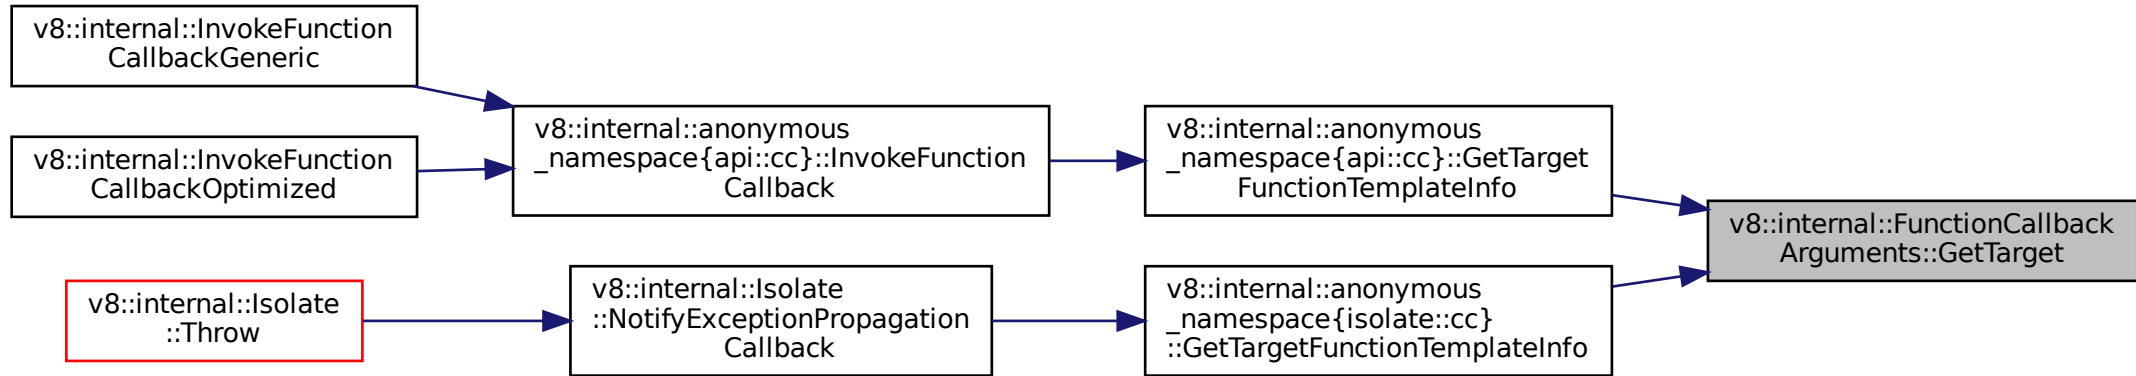 v8::internal::InvokeFunction
CallbackGeneric
v8::internal::InvokeFunction
CallbackOptimized
v8::internal::Isolate
::Throw
v8::internal::anonymous
_namespace{api::cc}::InvokeFunction
Callback
v8::internal::Isolate
::NotifyExceptionPropagation
Callback
v8::internal::anonymous
_namespace{api::cc}::GetTarget
FunctionTemplateInfo
v8::internal::anonymous
_namespace{isolate::cc}
::GetTargetFunctionTemplateInfo
v8::internal::FunctionCallback
Arguments::GetTarget